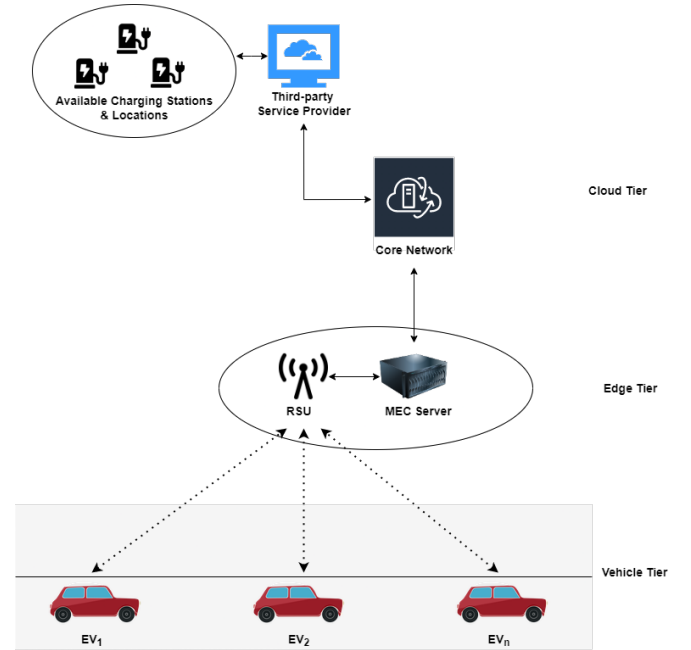 Available Charging Stations
& Locations
Third-party
Service Provider
Cloud Tier
Core Network
Edge Tier
RSU
MEC Server
Vehicle Tier
EV₁
EV₂
EVₙ